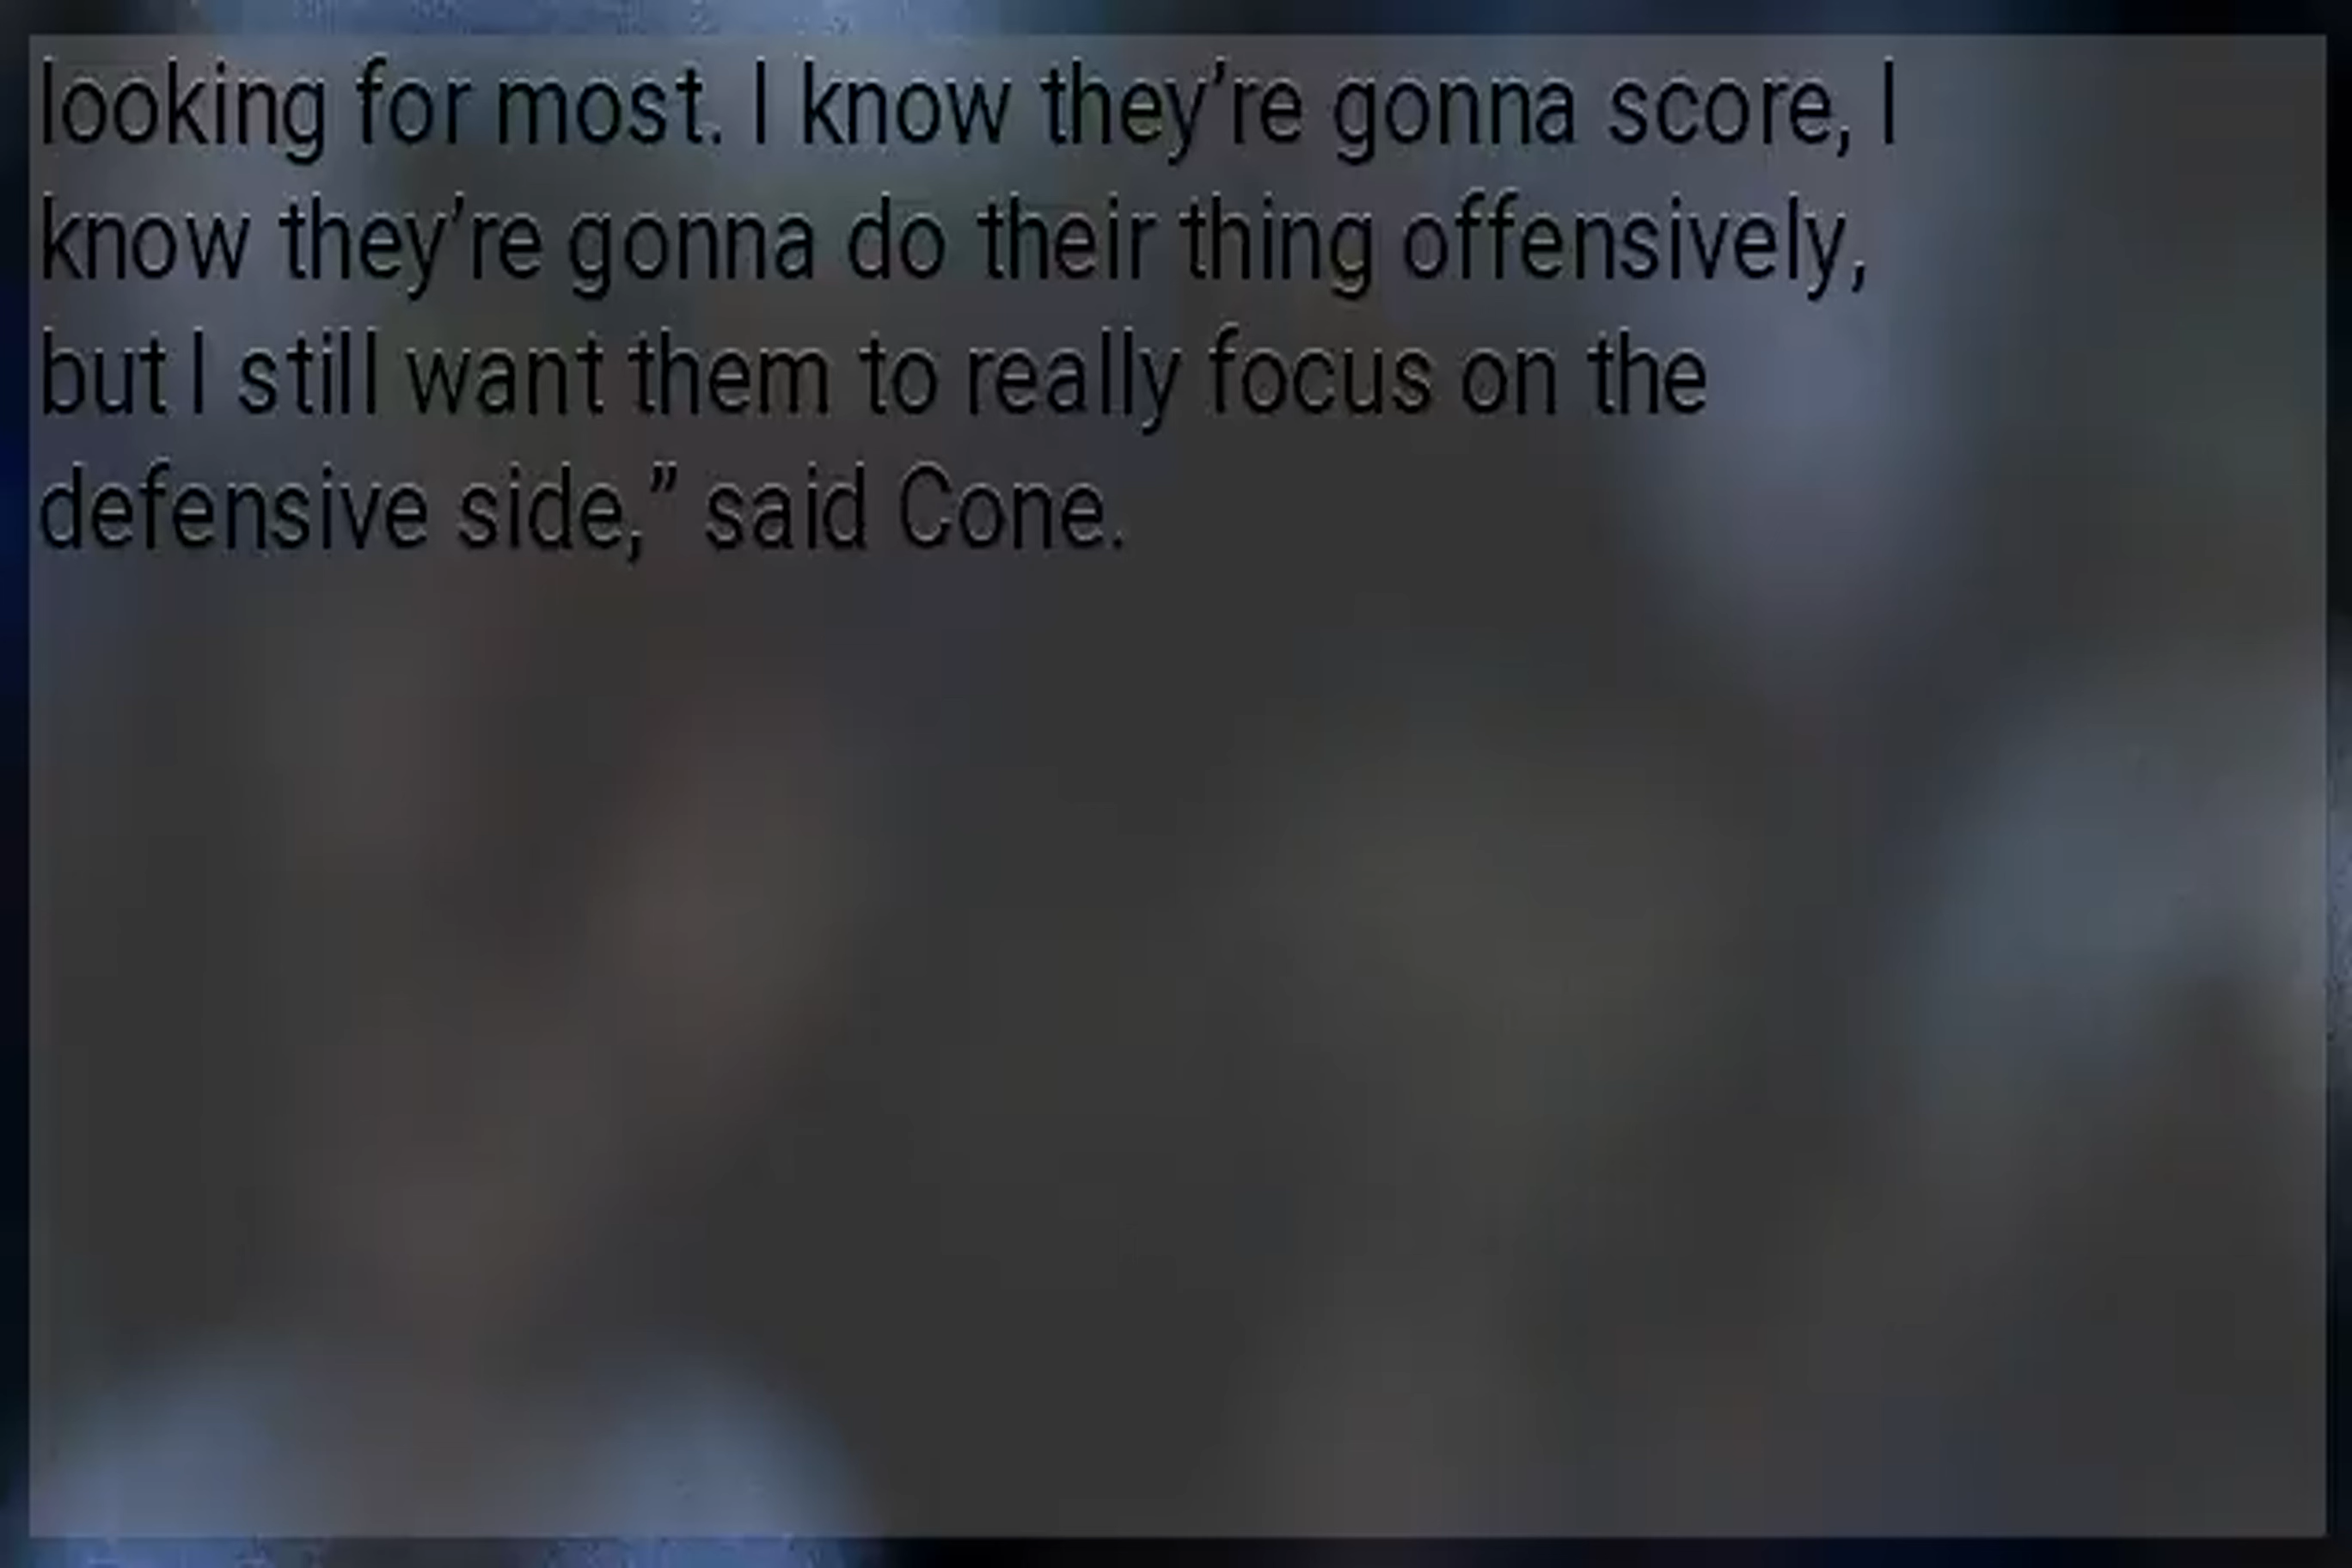 looking for most. I know they’re gonna score, I
know they’re gonna do their thing offensively,
but I still want them to really focus on the
defensive side,” said Cone.